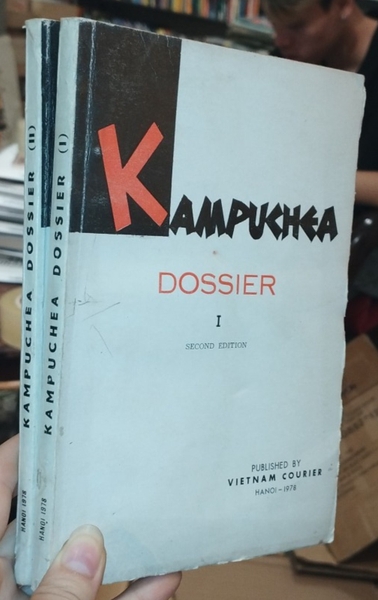 KAMPUCHEA
DOSSIER
I
SECOND EDITION
PUBLISHED BY
VIETNAM COURIER
HANOI - 1978
KAMPUCHEA DOSSIER (II)
HANOI 1978
KAMPUCHEA DOSSIER (I)
HANOI 1978